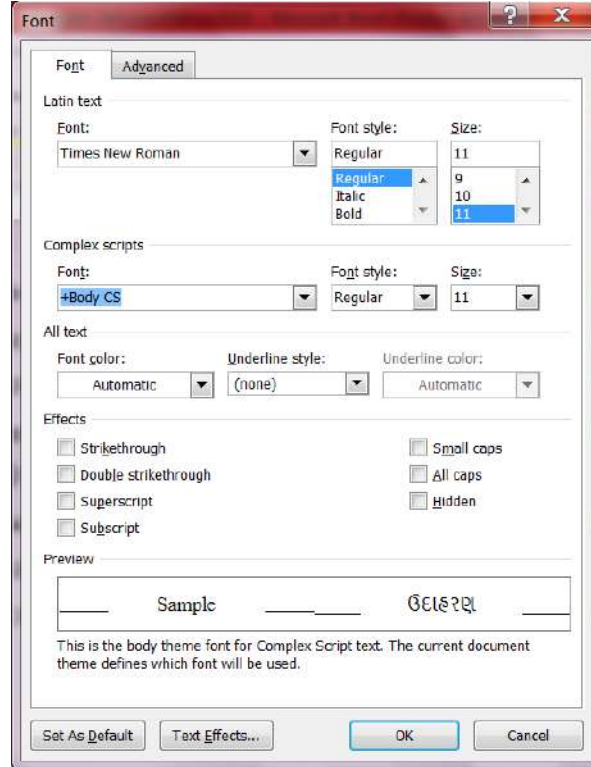 Font
Font Advanced
Latin text
Font: Font style: Size:
Times New Roman Regular 11
Regular 9
Italic 10
Bold 11
Complex scripts
Font: Font style: Size:
+Body CS Regular 11
All text
Font color: Underline style: Underline color:
Automatic (none) Automatic
Effects
Strikethrough Small caps
Double strikethrough All caps
Superscript Hidden
Subscript
Preview
Sample ઉદાહરણ
This is the body theme font for Complex Script text. The current document
theme defines which font will be used.
Set As Default Text Effects... OK Cancel